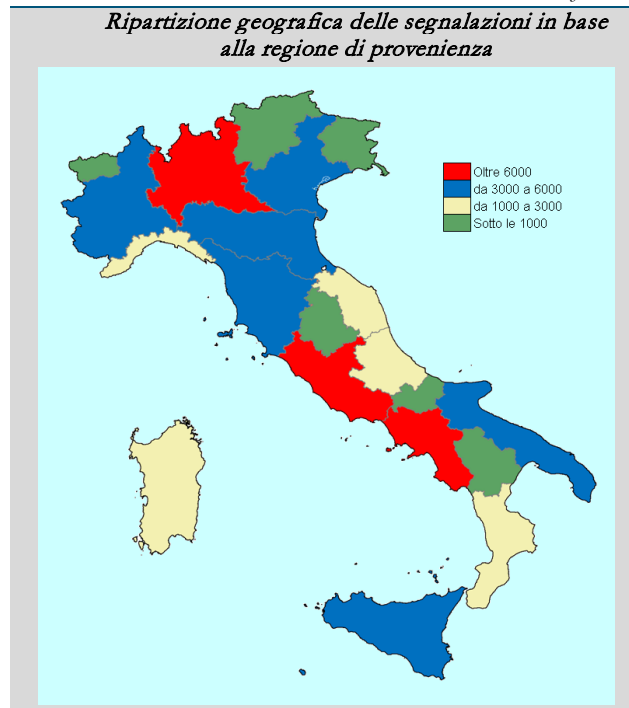 Ripartizione geografica delle segnalazioni in base
alla regione di provenienza
Oltre 6000
da 3000 a 6000
da 1000 a 3000
Sotto le 1000